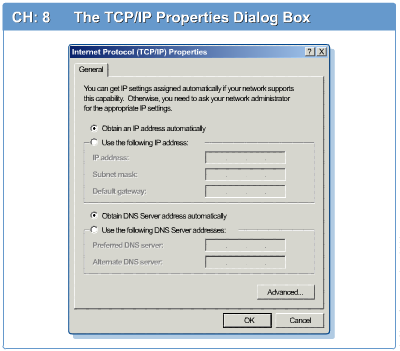 CH: 8 The TCP/IP Properties Dialog Box
Internet Protocol (TCP/IP) Properties
? X
General
You can get IP settings assigned automatically if your network supports
this capability. Otherwise, you need to ask your network administrator
for the appropriate IP settings.
Obtain an IP address automatically
Use the following IP address:
IP address:
Subnet mask:
Default gateway:
Obtain DNS Server address automatically
Use the following DNS Server addresses:
Preferred DNS server:
Alternate DNS server:
Advanced...
OK Cancel